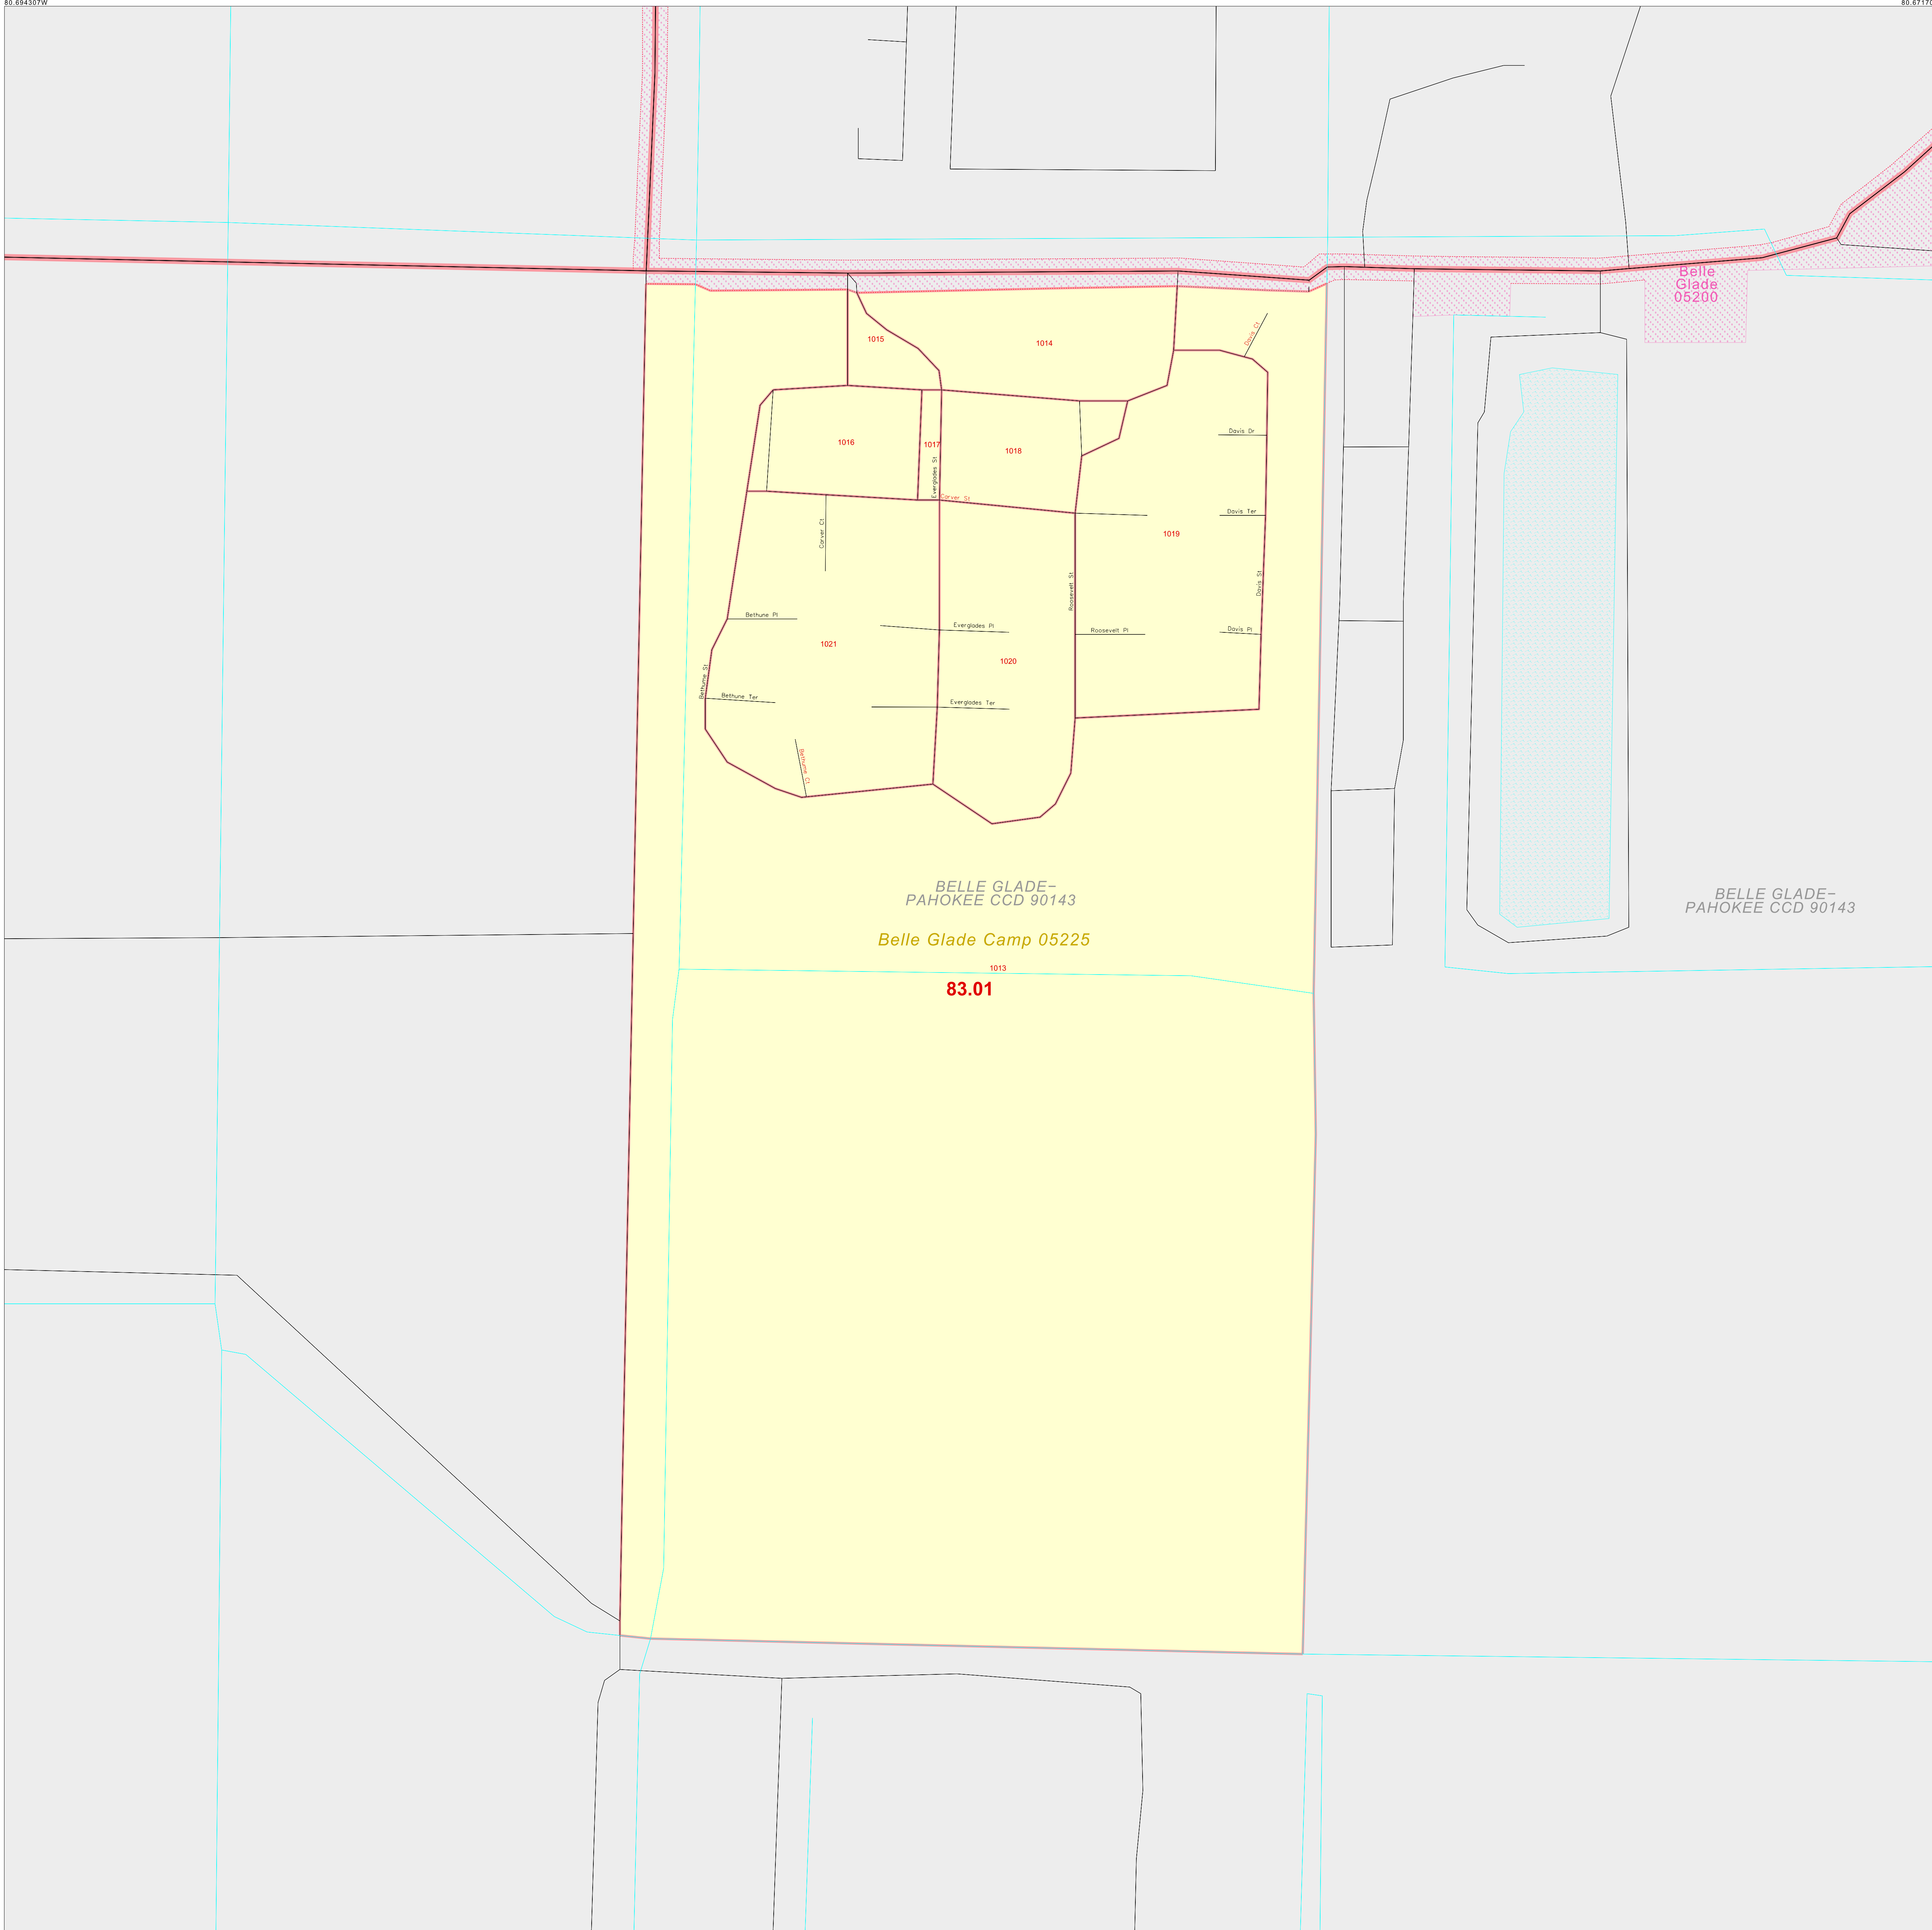 80.694307W
80.67170
Belle
Glade
05200
1015
1014
Davis Ct
1016
1017
1018
Everglades St
Davis Dr
Carver St
Carver Ct
Davis Ter
1019
Roosevelt St
Davis St
Bethune Pl
Everglades Pl
Roosevelt Pl
Davis Pl
1021
1020
Bethune St
Bethune Ter
Everglades Ter
Bethune Ct
BELLE GLADE-
PAHOKEE CCD 90143
BELLE GLADE-
PAHOKEE CCD 90143
Belle Glade Camp 05225
1013
83.01